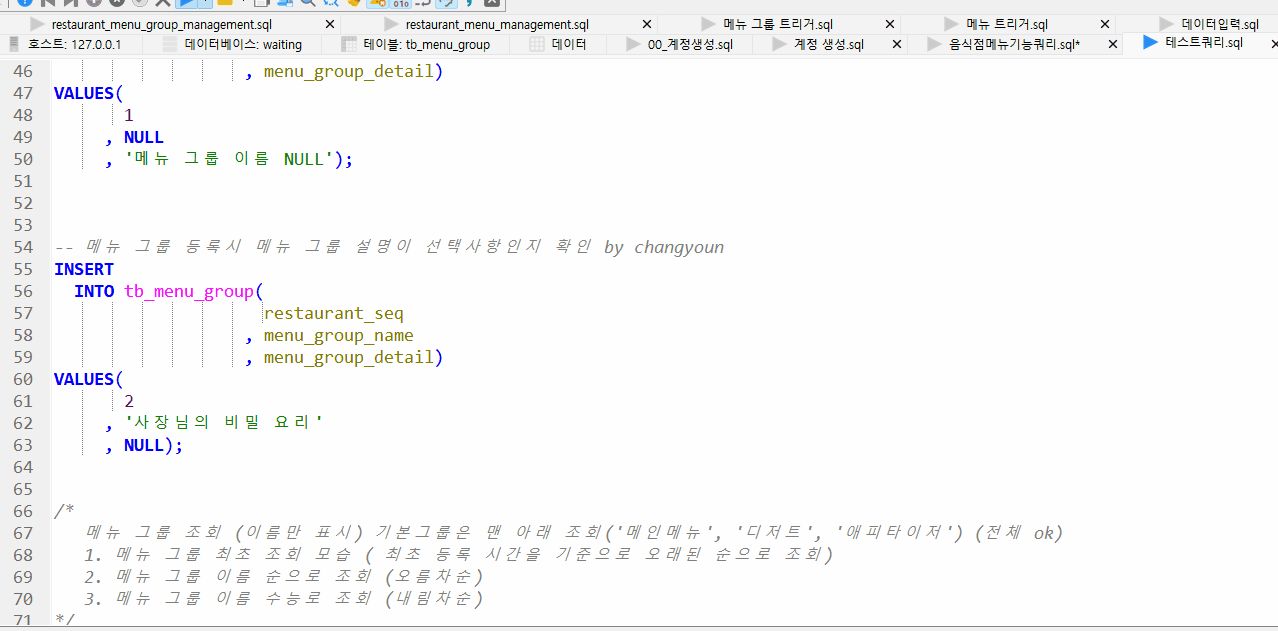 restaurant_menu_group_management.sql restaurant_menu_management.sql 메뉴 그룹 트리거.sql 메뉴 트리거.sql 데이터입력.sql
호스트: 127.0.0.1 데이터베이스: waiting 테이블: tb_menu_group 데이터 00_계정생성.sql 계정 생성.sql 음식점메뉴기능쿼리.sql* 테스트쿼리.sql
46 , menu_group_detail)
47 VALUES(
48 1
49 , NULL
50 , '메뉴 그룹 이름 NULL');
51
52
53
54 -- 메뉴 그룹 등록시 메뉴 그룹 설명이 선택사항인지 확인 by changyoun
55 INSERT
56 INTO tb_menu_group(
57 restaurant_seq
58 , menu_group_name
59 , menu_group_detail)
60 VALUES(
61 2
62 , '사장님의 비밀 요리'
63 , NULL);
64
65
66 /*
67 메뉴 그룹 조회 (이름만 표시) 기본그룹은 맨 아래 조회('메인메뉴', '디저트', '애피타이저') (전체 ok)
68 1. 메뉴 그룹 최초 조회 모습 ( 최초 등록 시간을 기준으로 오래된 순으로 조회)
69 2. 메뉴 그룹 이름 순으로 조회 (오름차순)
70 3. 메뉴 그룹 이름 수능로 조회 (내림차순)
71 */